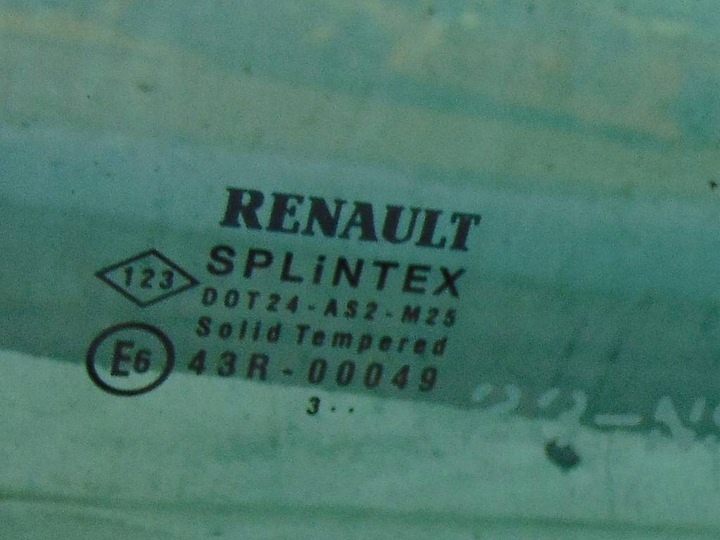 RENAULT
123
SPLiNTEX
DOT24-AS2-M25
Solid Tempered
E6
43R-00049
3··